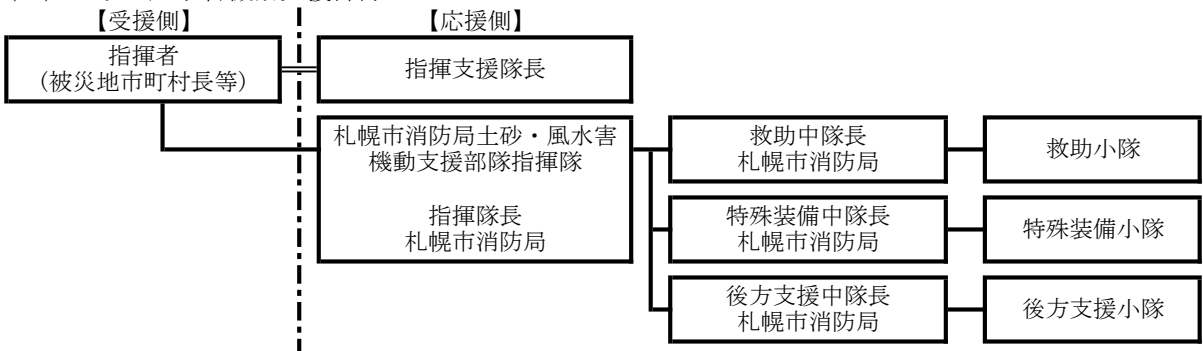 【受援側】
【応援側】
指揮者
（被災地市町村長等）
指揮支援隊長
札幌市消防局土砂・風水害
機動支援部隊指揮隊
指揮隊長
札幌市消防局
救助中隊長
札幌市消防局
救助小隊
特殊装備中隊長
札幌市消防局
特殊装備小隊
後方支援中隊長
札幌市消防局
後方支援小隊